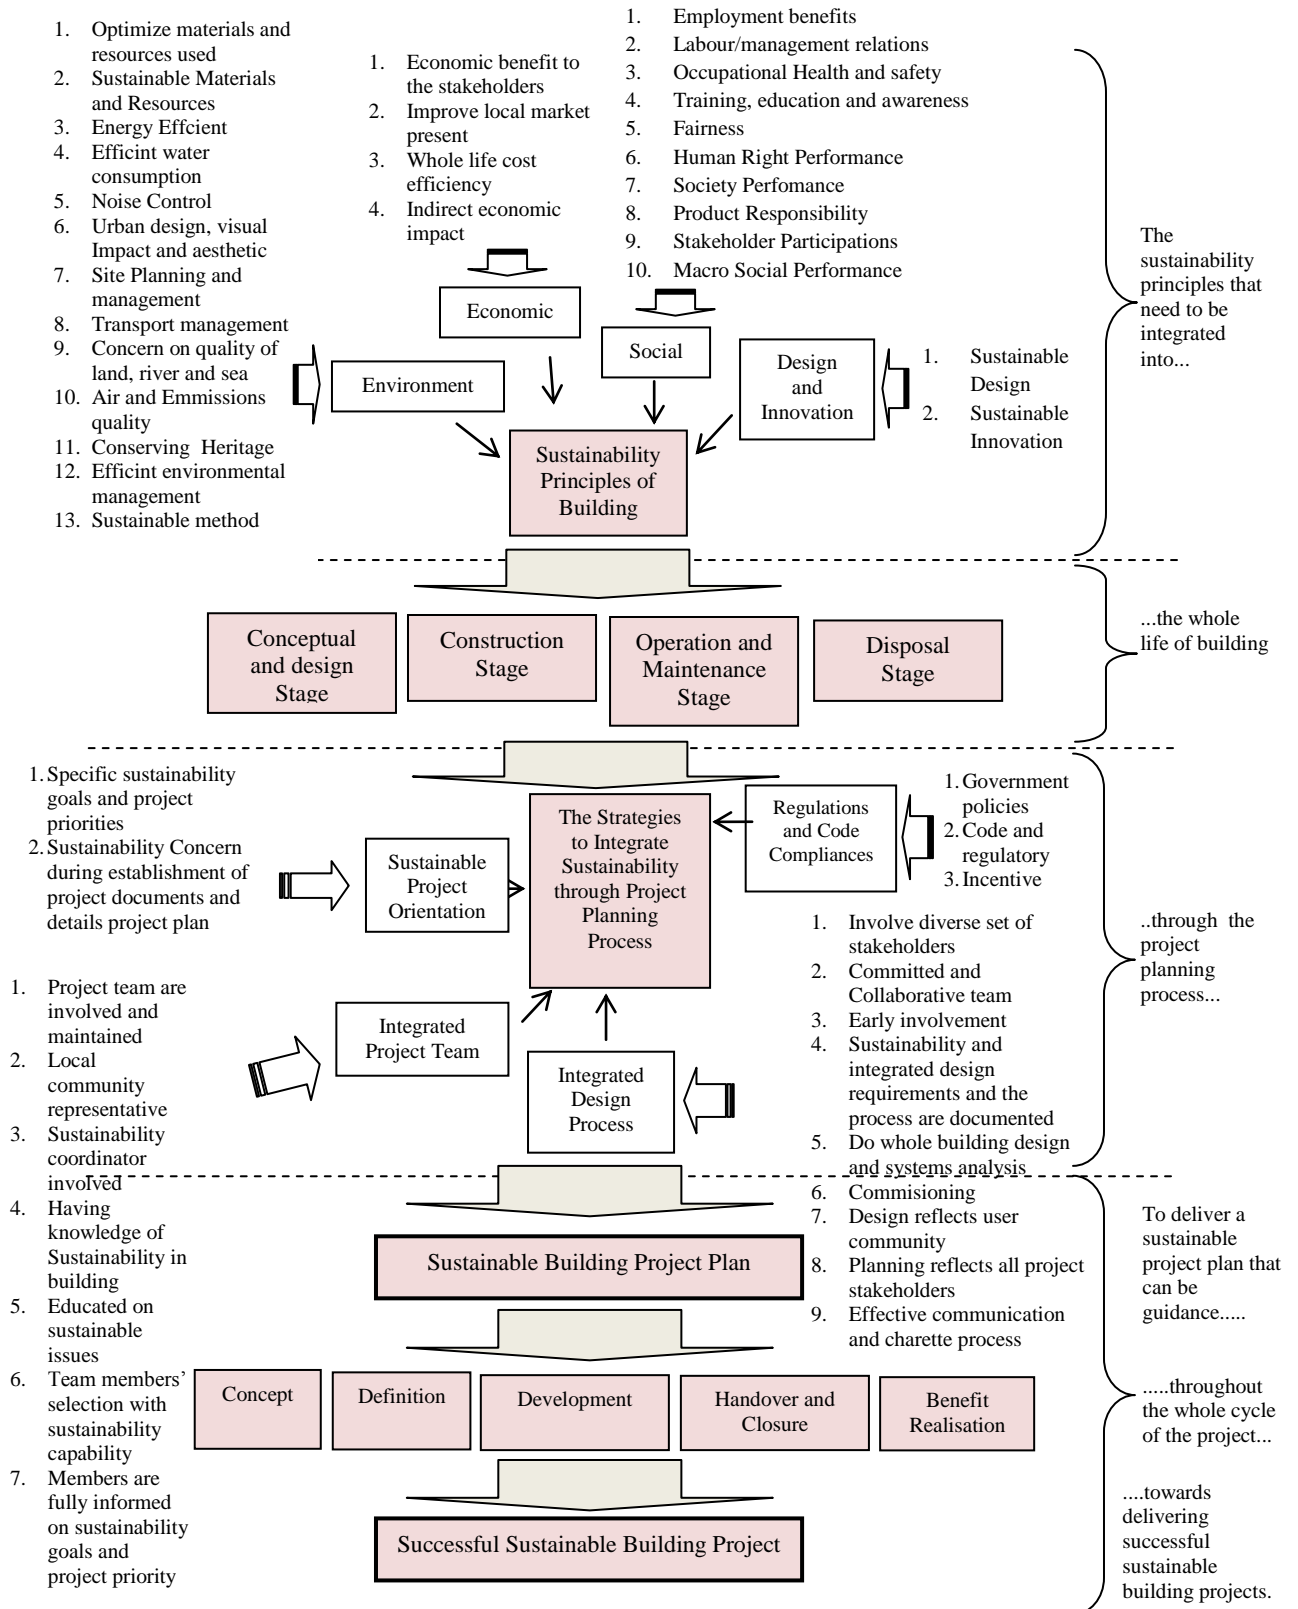 1. Optimize materials and
resources used
2. Sustainable Materials
and Resources
3. Energy Effcient
4. Efficint water
consumption
5. Noise Control
6. Urban design, visual
Impact and aesthetic
7. Site Planning and
management
8. Transport management
9. Concern on quality of
land, river and sea
10. Air and Emmissions
quality
11. Conserving Heritage
12. Efficint environmental
management
13. Sustainable method
1. Economic benefit to
the stakeholders
2. Improve local market
present
3. Whole life cost
efficiency
4. Indirect economic
impact
1. Employment benefits
2. Labour/management relations
3. Occupational Health and safety
4. Training, education and awareness
5. Fairness
6. Human Right Performance
7. Society Perfomance
8. Product Responsibility
9. Stakeholder Participations
10. Macro Social Performance
The
sustainability
principles that
need to be
integrated
into...
Economic
Social
Environment
Design
and
Innovation
1. Sustainable
Design
2. Sustainable
Innovation
Sustainability
Principles of
Building
Conceptual
and design
Stage
Construction
Stage
Operation and
Maintenance
Stage
Disposal
Stage
...the whole
life of building
1. Specific sustainability
goals and project
priorities
2. Sustainability Concern
during establishment of
project documents and
details project plan
Sustainable
Project
Orientation
The Strategies
to Integrate
Sustainability
through Project
Planning
Process
Regulations
and Code
Compliances
1. Government
policies
2. Code and
regulatory
3. Incentive
..through the
project
planning
process...
1. Project team are
involved and
maintained
2. Local
community
representative
3. Sustainability
coordinator
involved
4. Having
knowledge of
Sustainability in
building
5. Educated on
sustainable
issues
6. Team members’
selection with
sustainability
capability
7. Members are
fully informed
on sustainability
goals and
project priority
Integrated
Project Team
Integrated
Design
Process
1. Involve diverse set of
stakeholders
2. Committed and
Collaborative team
3. Early involvement
4. Sustainability and
integrated design
requirements and the
process are documented
5. Do whole building design
and systems analysis
6. Commisioning
7. Design reflects user
community
8. Planning reflects all project
stakeholders
9. Effective communication
and charette process
Sustainable Building Project Plan
To deliver a
sustainable
project plan that
can be
guidance.....
Concept
Definition
Development
Handover and
Closure
Benefit
Realisation
.....throughout
the whole cycle
of the project...
Successful Sustainable Building Project
....towards
delivering
successful
sustainable
building projects.